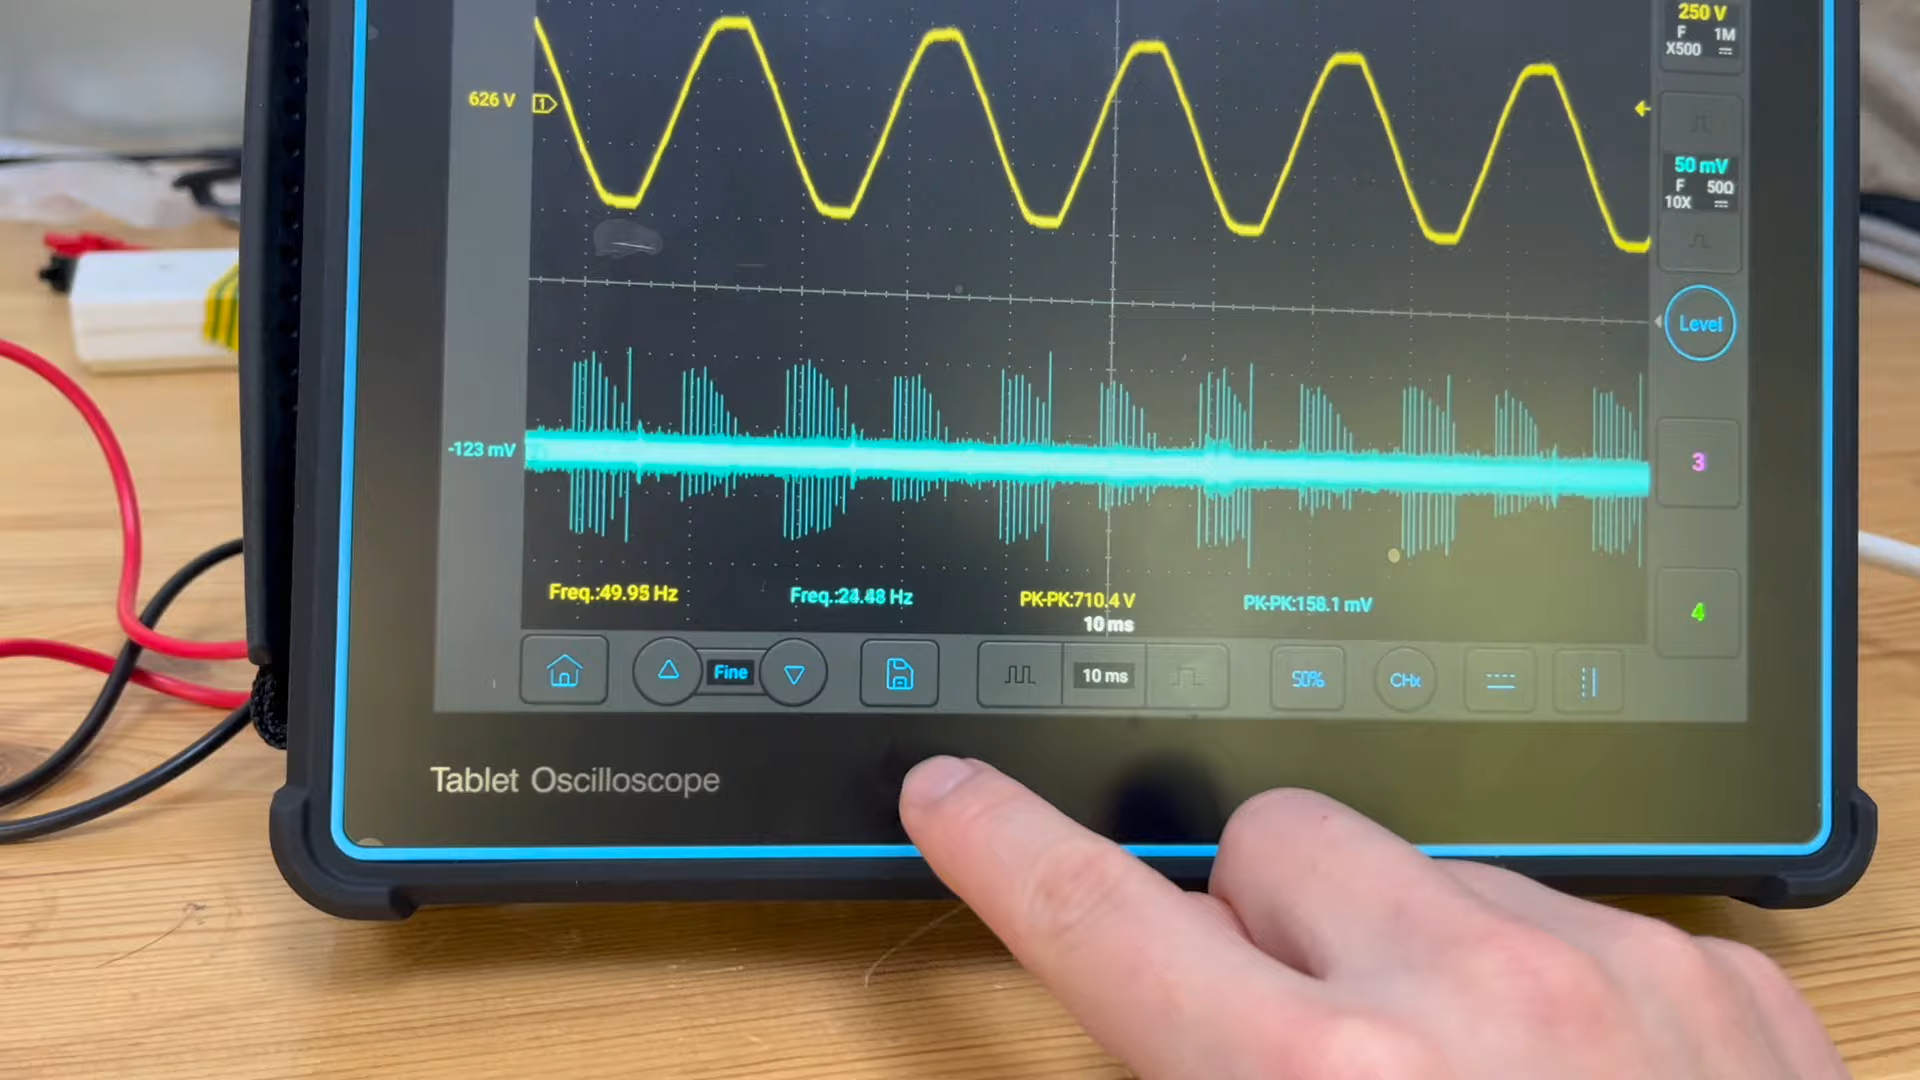 250 V
F 1M
X500
626 V
1
50 mV
F 50Ω
10X
Level
-123 mV
3
Freq.:49.95 Hz
Freq.:24.48 Hz
PK-PK:710.4 V
PK-PK:158.1 mV
10 ms
4
Fine
10 ms
50%
CHx
Tablet Oscilloscope